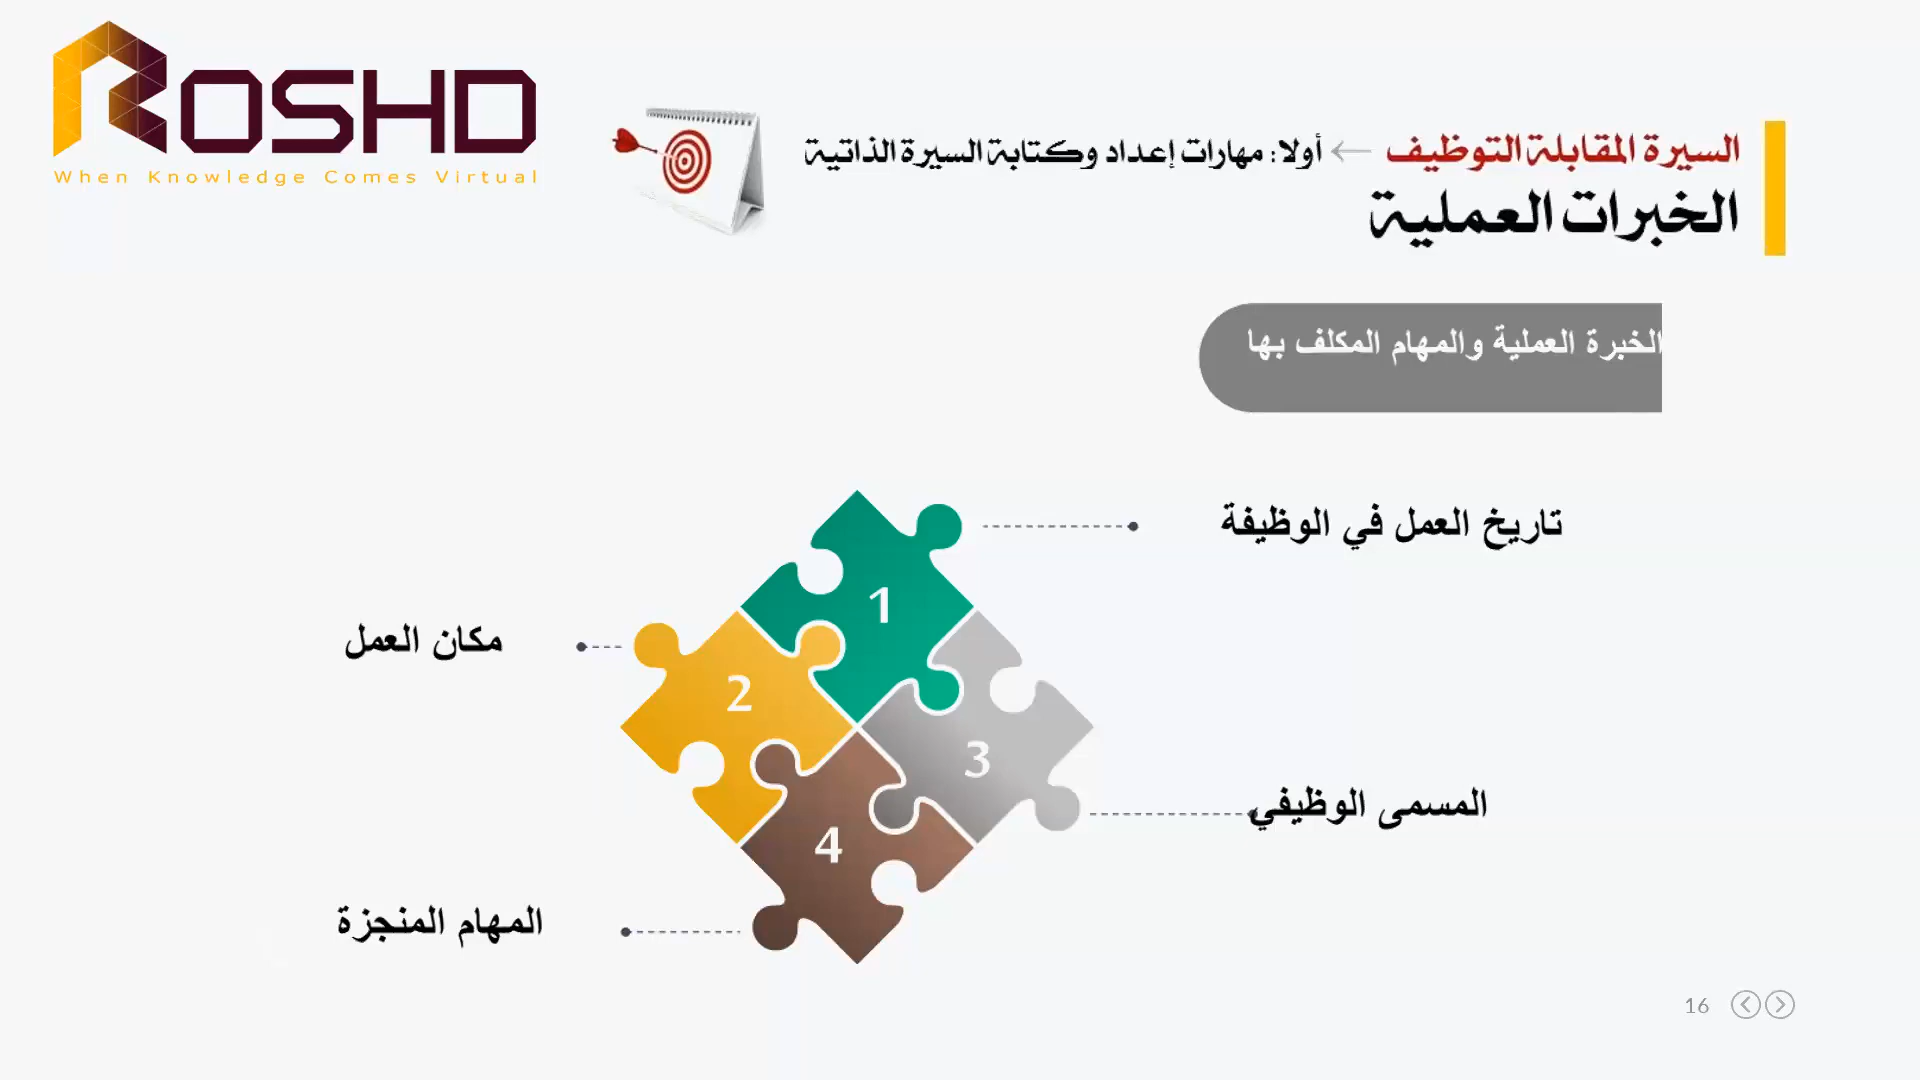 ROSHD
When Knowledge Comes Virtual
السيرة المقابلة التوظيف ← أولا: مهارات إعداد وكتابة السيرة الذاتية
الخبرات العملية
الخبرة العملية والمهام المكلف بها
1
تاريخ العمل في الوظيفة
2
مكان العمل
3
المسمى الوظيفي
4
المهام المنجزة
16